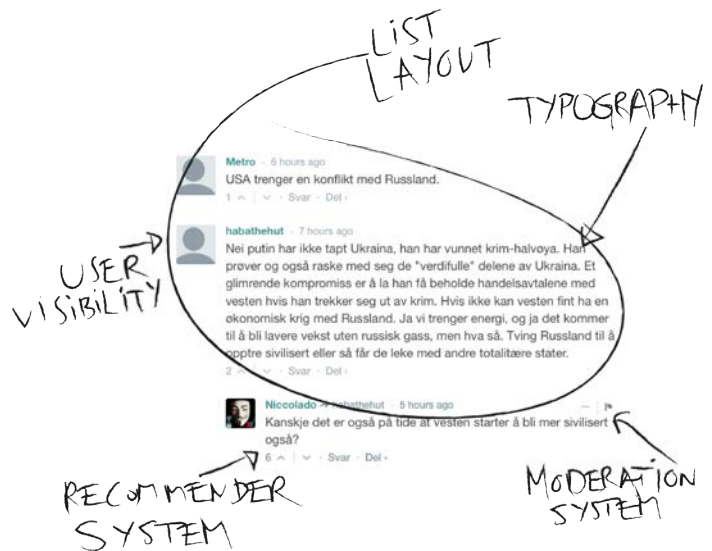 LIST
LAYOUT
TYPOGRAPHY
Metro · 6 hours ago
USA trenger en konflikt med Russland.
1 · Svar · Del ›
USER
VISIBILITY
habathehut · 7 hours ago
Nei putin har ikke tapt Ukraina, han har vunnet krim-halvøya. Han
prøver og også raske med seg de "verdifulle" delene av Ukraina. Et
glimrende kompromiss er å la han få beholde handelsavtalene med
vesten hvis han trekker seg ut av krim. Hvis ikke kan vesten fint ha en
økonomisk krig med Russland. Ja vi trenger energi, og ja det kommer
til å bli lavere vekst uten russisk gass, men hva så. Tving Russland til å
opptre sivilisert eller så får de leke med andre totalitære stater.
2 · Svar · Del ›
Niccolado → habathehut · 5 hours ago
Kanskje det er også på tide at vesten starter å bli mer sivilisert
også?
6 · Svar · Del ›
RECOMMENDER
SYSTEM
MODERATION
SYSTEM